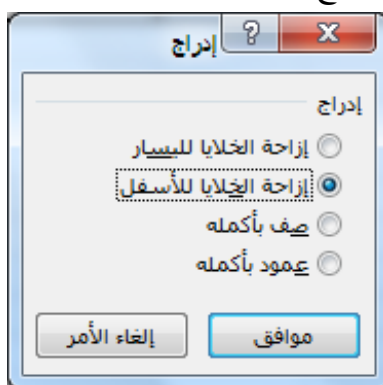 إدراج
إدراج
إزاحة الخلايا لليسار
إزاحة الخلايا للأسفل
صف بأكمله
عمود بأكمله
موافق
إلغاء الأمر